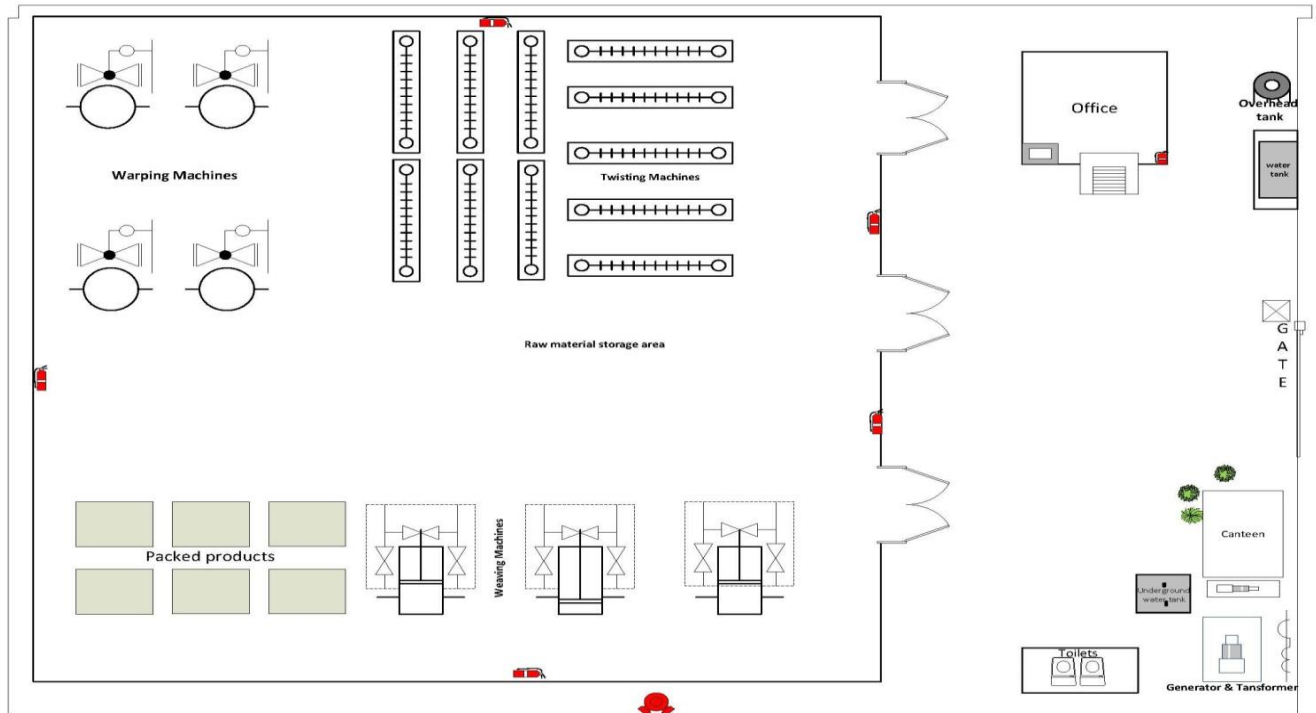 Office
Overhead
tank
water
tank
Warping Machines
Twisting Machines
Raw material storage area
G
A
T
E
Packed products
Weaving Machines
Canteen
Underground
water tank
Toilets
Generator & Tansformer